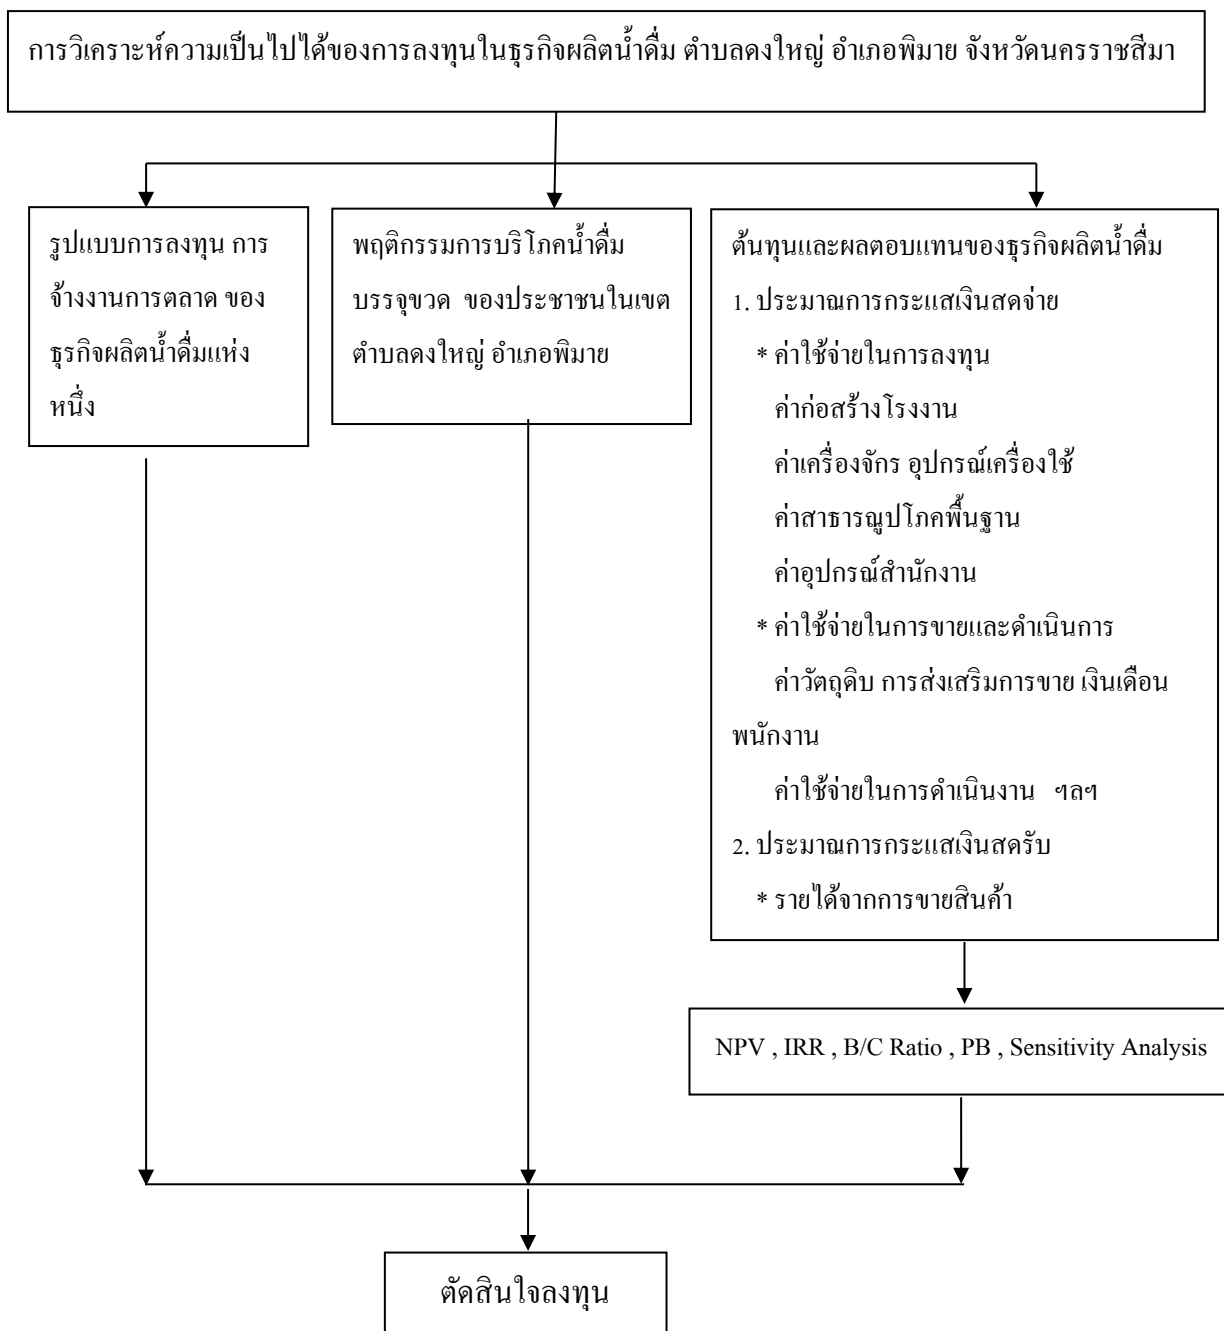 การวิเคราะห์ความเป็นไปได้ของการลงทุนในธุรกิจผลิตน้ำดื่ม ตำบลดงใหญ่ อำเภอพิมาย จังหวัดนครราชสีมา
รูปแบบการลงทุน การ
จ้างงานการตลาด ของ
ธุรกิจผลิตน้ำดื่มแห่ง
หนึ่ง
พฤติกรรมการบริโภคน้ำดื่ม
บรรจุขวด ของประชาชนในเขต
ตำบลดงใหญ่ อำเภอพิมาย
ต้นทุนและผลตอบแทนของธุรกิจผลิตน้ำดื่ม
1. ประมาณการกระแสเงินสดจ่าย
* ค่าใช้จ่ายในการลงทุน
ค่าก่อสร้างโรงงาน
ค่าเครื่องจักร อุปกรณ์เครื่องใช้
ค่าสาธารณูปโภคพื้นฐาน
ค่าอุปกรณ์สำนักงาน
* ค่าใช้จ่ายในการขายและดำเนินการ
ค่าวัตถุดิบ การส่งเสริมการขาย เงินเดือน
พนักงาน
ค่าใช้จ่ายในการดำเนินงาน ฯลฯ
2. ประมาณการกระแสเงินสดรับ
* รายได้จากการขายสินค้า
NPV , IRR , B/C Ratio , PB , Sensitivity Analysis
ตัดสินใจลงทุน